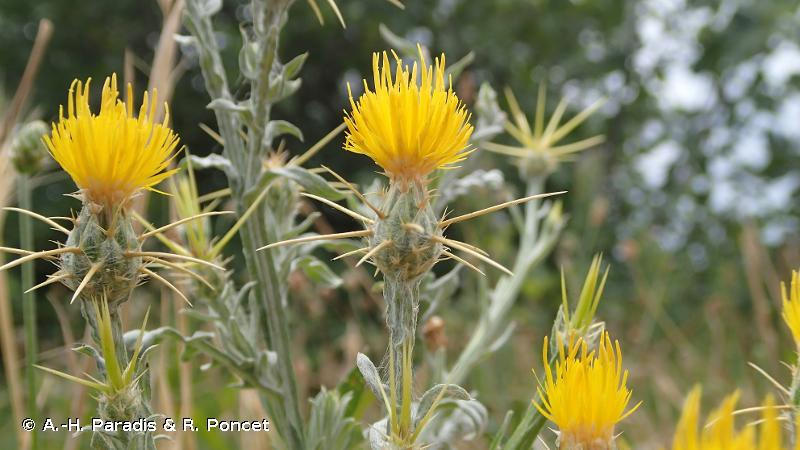 © A.-H. Paradis & R. Poncet